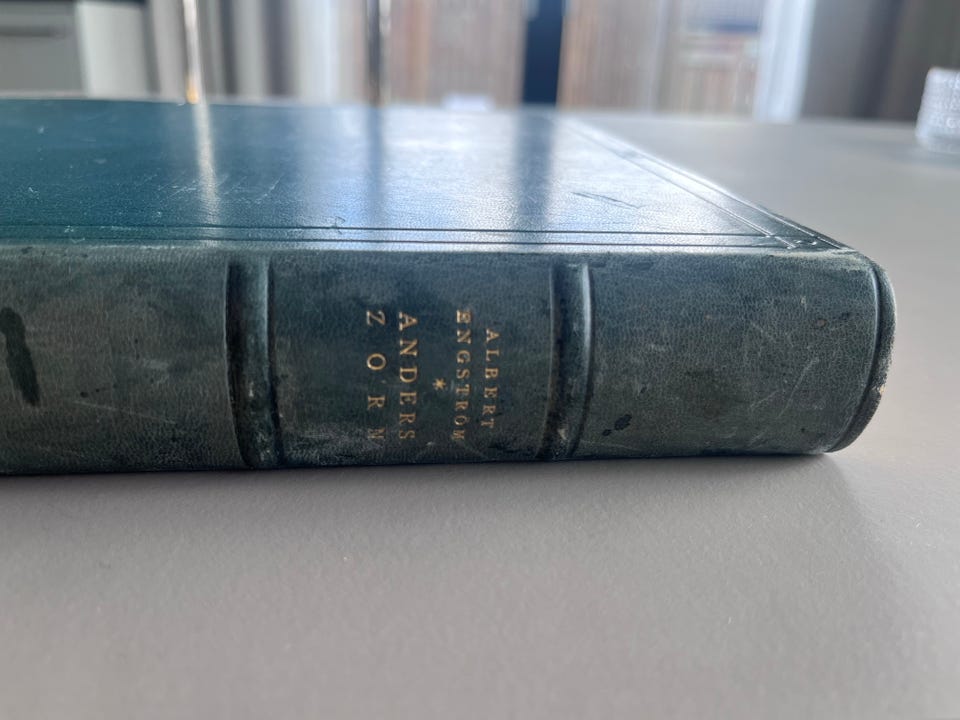 ALBERT
ENGSTRÖM
*
ANDERS
ZORN